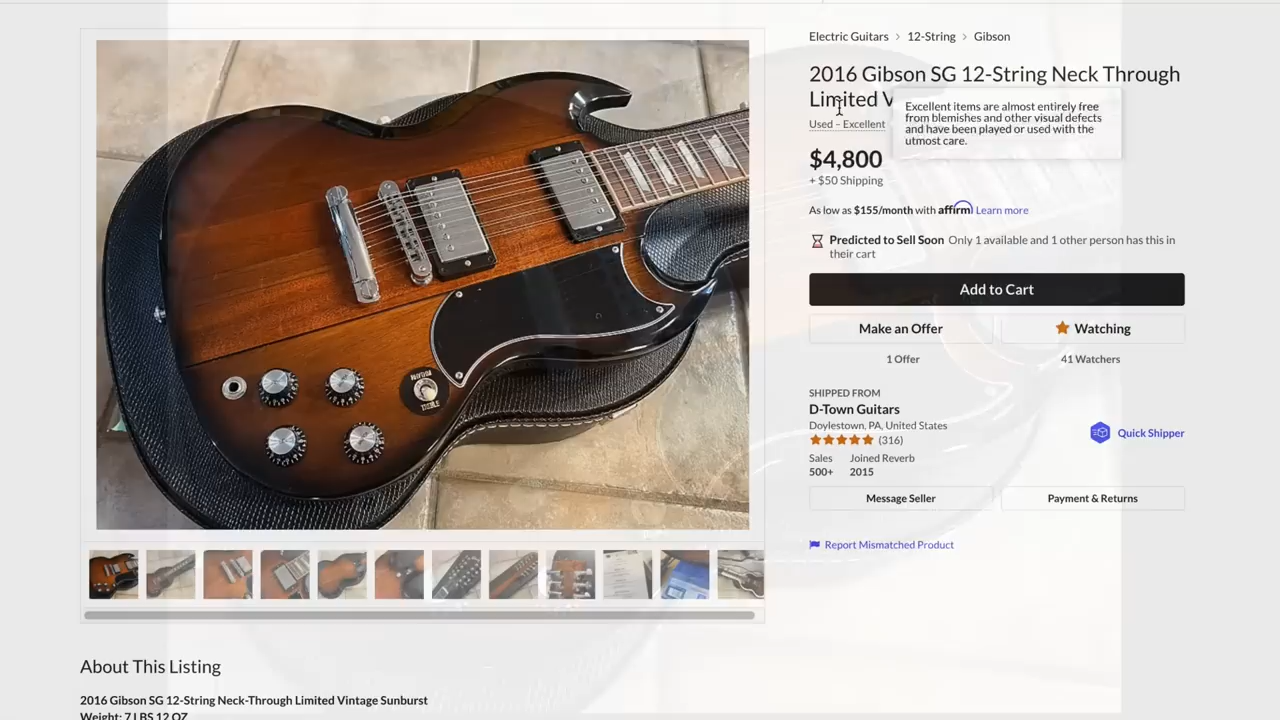 Electric Guitars > 12-String > Gibson
2016 Gibson SG 12-String Neck Through
Limited V
Excellent items are almost entirely free
from blemishes and other visual defects
and have been played or used with the
utmost care.
Used – Excellent
$4,800
+ $50 Shipping
As low as $155/month with affirm Learn more
Predicted to Sell Soon Only 1 available and 1 other person has this in
their cart
Add to Cart
Make an Offer
Watching
1 Offer
41 Watchers
SHIPPED FROM
D-Town Guitars
Doylestown, PA, United States
(316)
Quick Shipper
Sales Joined Reverb
500+ 2015
Message Seller
Payment & Returns
Report Mismatched Product
RHYTHM
TREBLE
About This Listing
2016 Gibson SG 12-String Neck-Through Limited Vintage Sunburst
Weight: 7 LBS 12 OZ